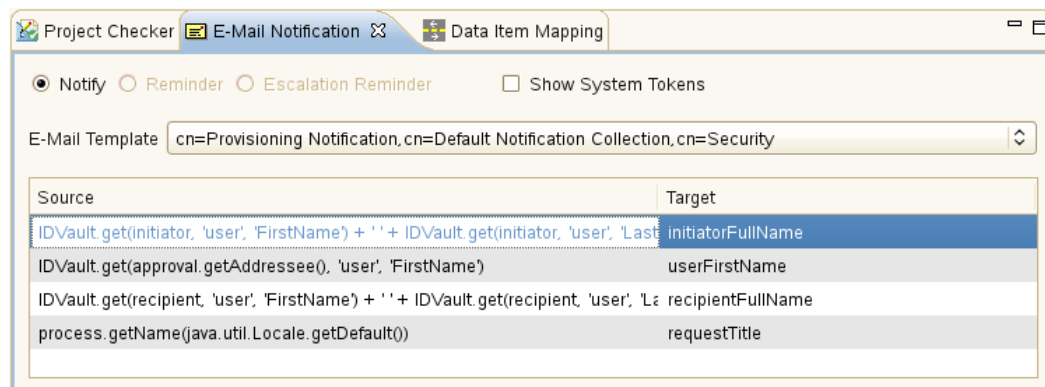 Project Checker E-Mail Notification Data Item Mapping
Notify Reminder Escalation Reminder Show System Tokens
E-Mail Template cn=Provisioning Notification,cn=Default Notification Collection,cn=Security
Source Target
IDVault.get(initiator, 'user', 'FirstName') + ' ' + IDVault.get(initiator, 'user', 'Last initiatorFullName
IDVault.get(approval.getAddressee(), 'user', 'FirstName') userFirstName
IDVault.get(recipient, 'user', 'FirstName') + ' ' + IDVault.get(recipient, 'user', 'La recipientFullName
process.getName(java.util.Locale.getDefault()) requestTitle